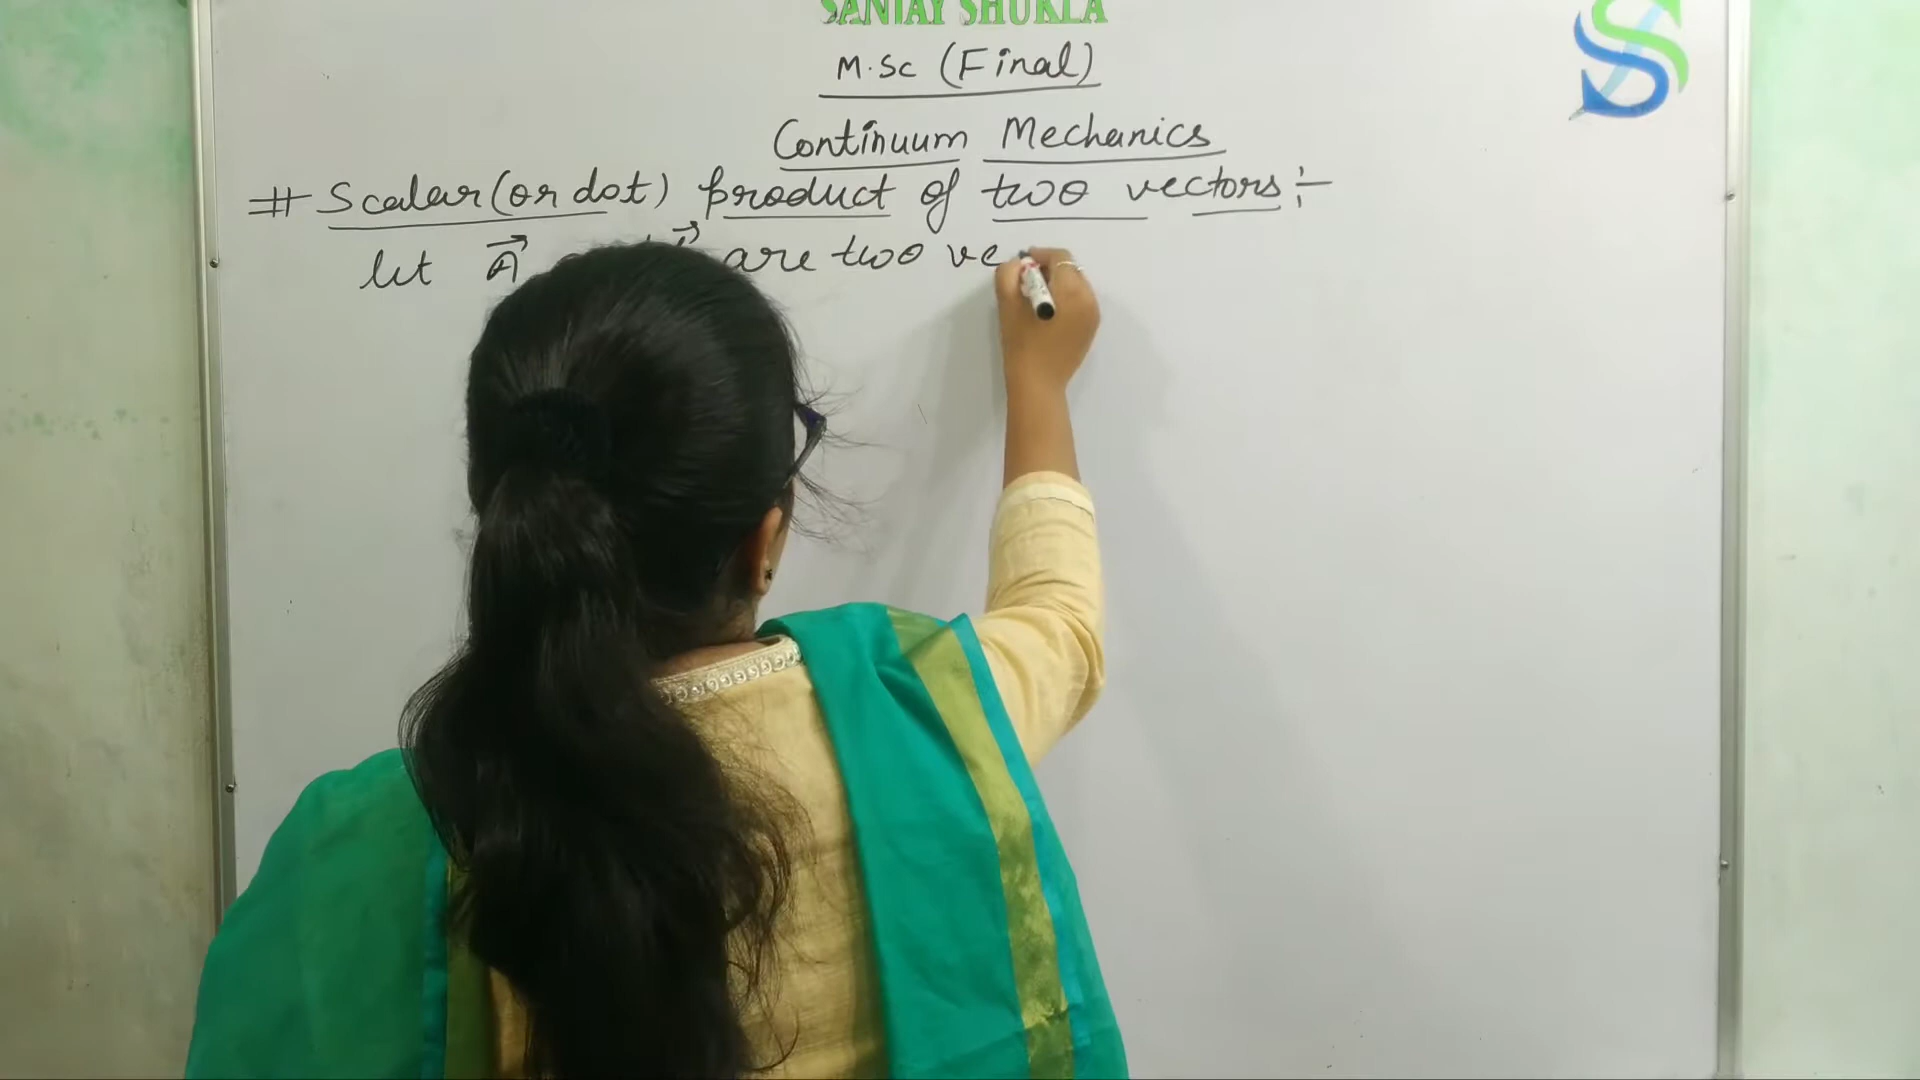 SANJAY SHUKLA
M.Sc (Final)
Continuum Mechanics
# Scalar (or dot) product of two vectors :-
let A⃗ are two ve